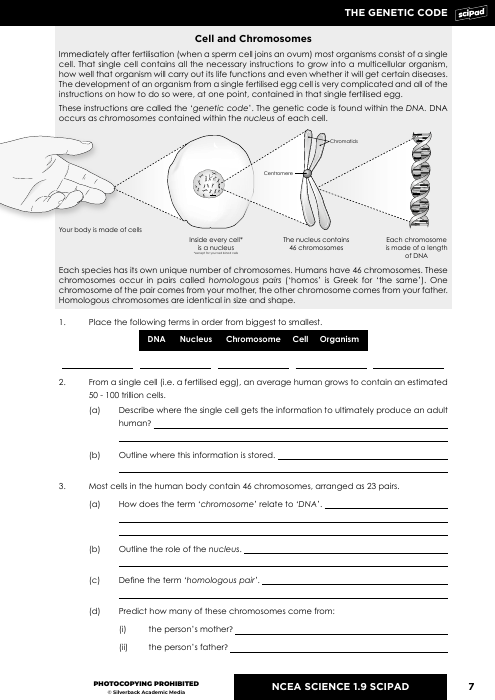 THE GENETIC CODE
scipad
Cell and Chromosomes
Immediately after fertilisation (when a sperm cell joins an ovum) most organisms consist of a single
cell. That single cell contains all the necessary instructions to grow into a multicellular organism,
how well that organism will carry out its life functions and even whether it will get certain diseases.
The development of an organism from a single fertilised egg cell is very complicated and all of the
instructions on how to do so were, at one point, contained in that single fertilised egg.
These instructions are called the 'genetic code'. The genetic code is found within the DNA. DNA
occurs as chromosomes contained within the nucleus of each cell.
Chromatids
Centromere
Your body is made of cells
Inside every cell*
is a nucleus
The nucleus contains
46 chromosomes
Each chromosome
is made of a length
of DNA
Each species has its own unique number of chromosomes. Humans have 46 chromosomes. These
chromosomes occur in pairs called homologous pairs ('homos' is Greek for 'the same'). One
chromosome of the pair comes from your mother, the other chromosome comes from your father.
Homologous chromosomes are identical in size and shape.
1. Place the following terms in order from biggest to smallest.
DNA Nucleus Chromosome Cell Organism
2. From a single cell (i.e. a fertilised egg), an average human grows to contain an estimated
50 - 100 trillion cells.
(a) Describe where the single cell gets the information to ultimately produce an adult
human?
(b) Outline where this information is stored.
3. Most cells in the human body contain 46 chromosomes, arranged as 23 pairs.
(a) How does the term 'chromosome' relate to 'DNA'.
(b) Outline the role of the nucleus.
(c) Define the term 'homologous pair'.
(d) Predict how many of these chromosomes come from:
(i) the person's mother?
(ii) the person's father?
PHOTOCOPYING PROHIBITED
© Silverback Academic Media
NCEA SCIENCE 1.9 SCIPAD
7